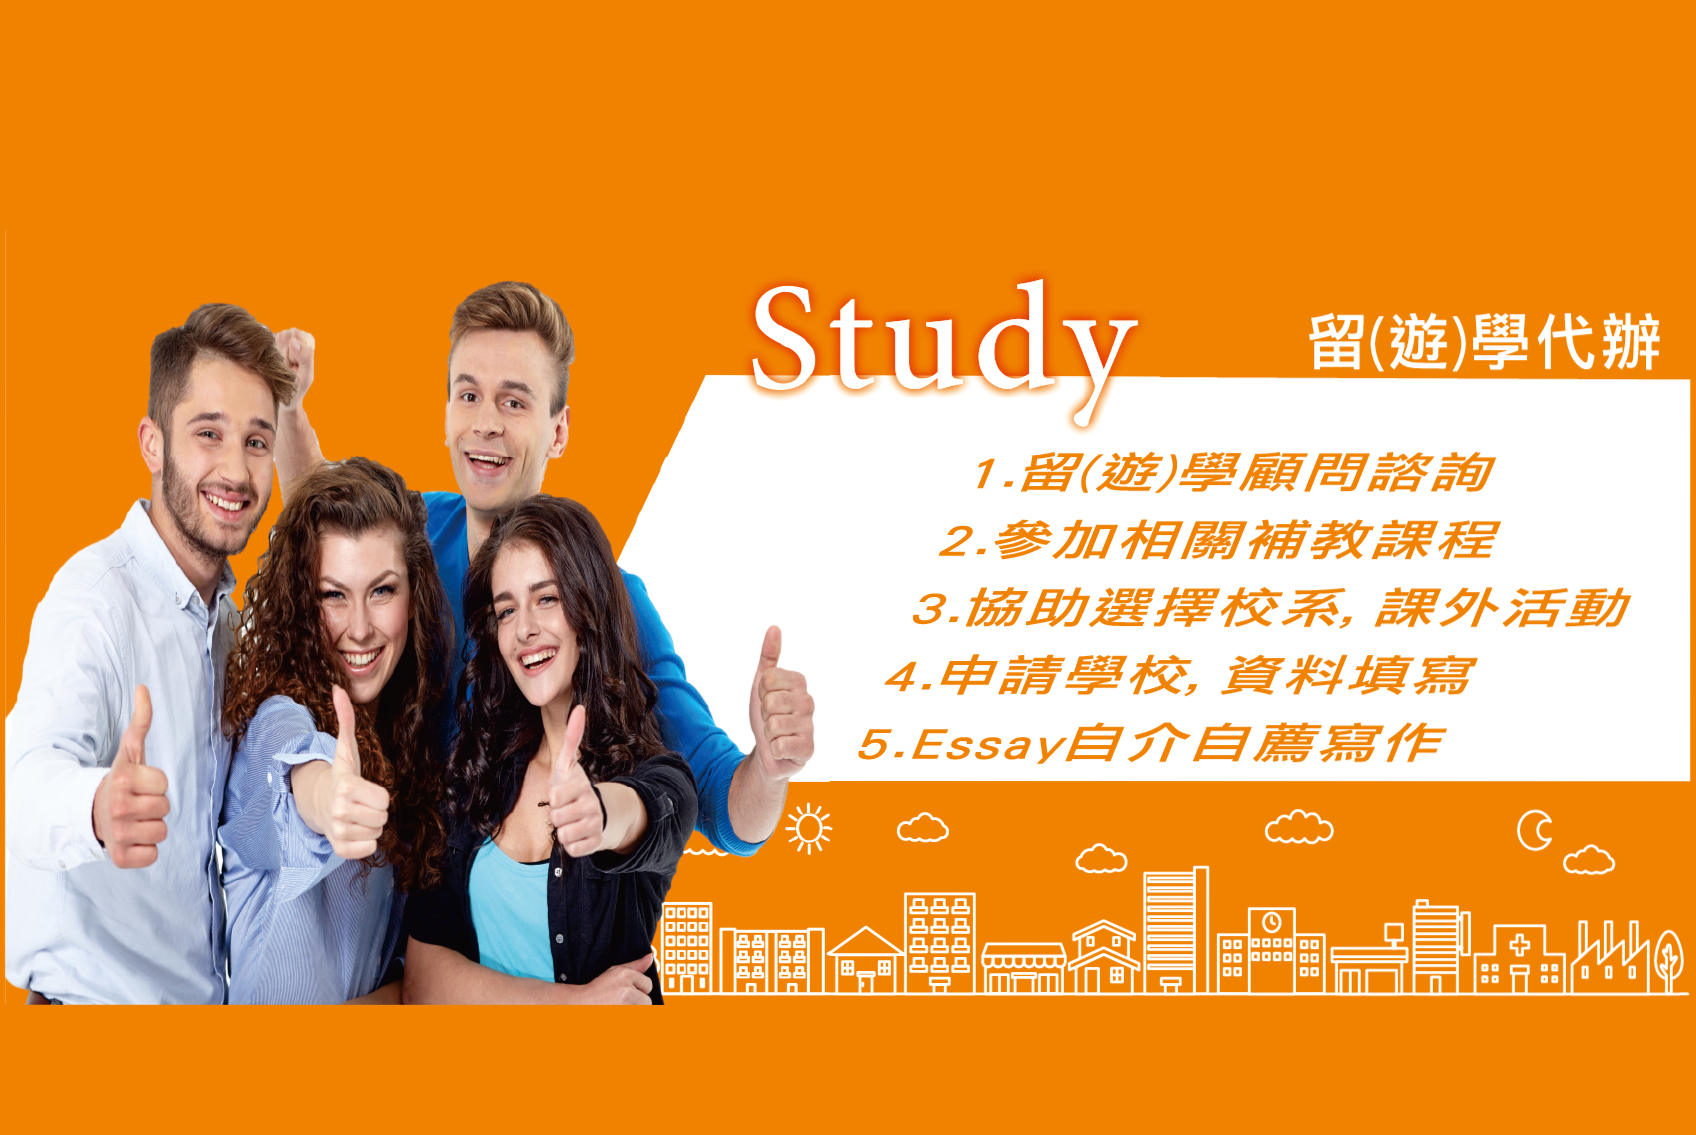 Study
留(遊)學代辦
1.留(遊)學顧問諮詢
2.參加相關補教課程
3.協助選擇校系, 課外活動
4.申請學校, 資料填寫
5.Essay自介自薦寫作